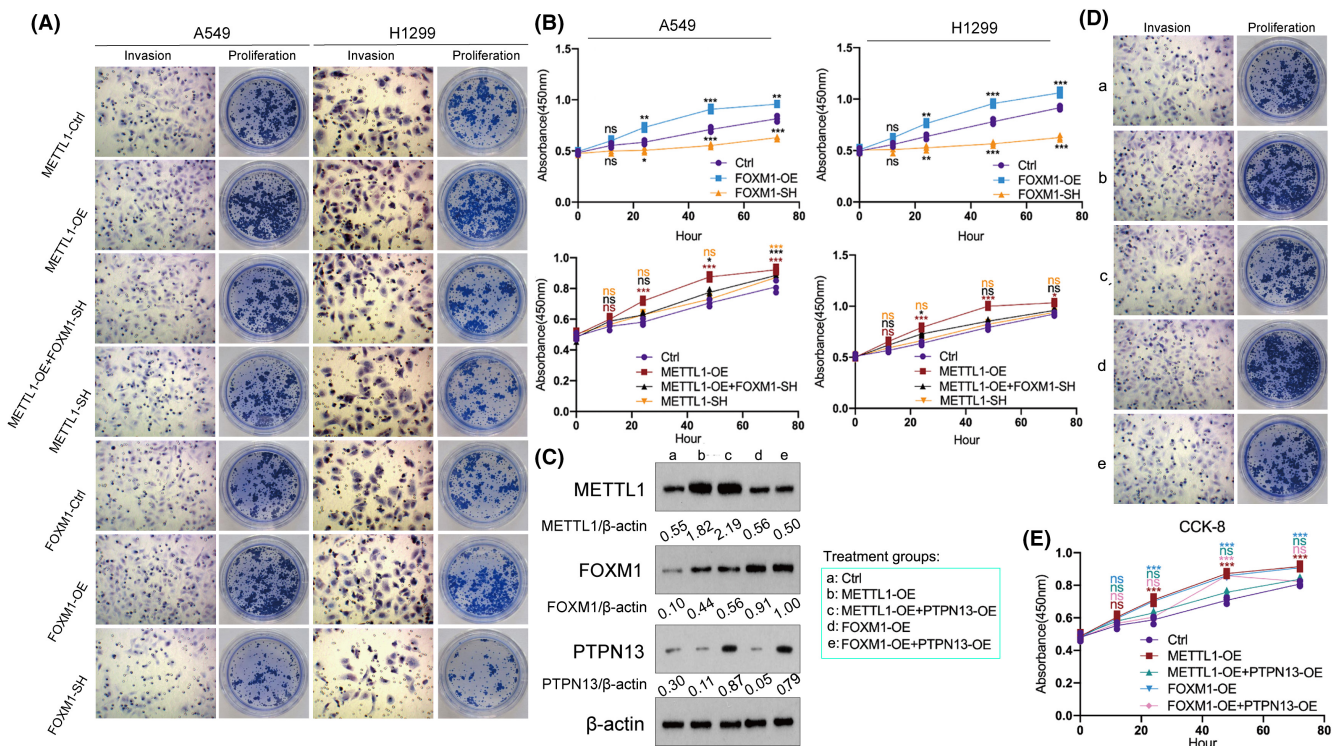 (A)
A549
H1299
Invasion
Proliferation
Invasion
Proliferation
METTL1-Ctrl
METTL1-OE
METTL1-OE+FOXM1-SH
METTL1-SH
FOXM1-Ctrl
FOXM1-OE
FOXM1-SH
(B)
A549
Absorbance(450nm)
1.5
1.0
0.5
0.0
ns
**
***
**
ns
*
***
***
Ctrl
FOXM1-OE
FOXM1-SH
0 20 40 60 80
Hour
H1299
Absorbance(450nm)
1.5
1.0
0.5
0.0
ns
**
***
***
ns
**
***
***
Ctrl
FOXM1-OE
FOXM1-SH
0 20 40 60 80
Hour
Absorbance(450nm)
1.0
0.8
0.6
0.4
0.2
0.0
ns
ns
ns
ns
*
***
ns
*
***
***
***
***
Ctrl
METTL1-OE
METTL1-OE+FOXM1-SH
METTL1-SH
0 20 40 60 80
Hour
Absorbance(450nm)
1.5
1.0
0.5
0.0
ns
ns
ns
ns
*
***
ns
ns
***
ns
ns
*
Ctrl
METTL1-OE
METTL1-OE+FOXM1-SH
METTL1-SH
0 20 40 60 80
Hour
(C)
a b c d e
METTL1
METTL1/β-actin 0.55 1.82 2.19 0.56 0.50
FOXM1
FOXM1/β-actin 0.10 0.44 0.56 0.91 1.00
PTPN13
PTPN13/β-actin 0.30 0.11 0.87 0.05 079
β-actin
Treatment groups:
a: Ctrl
b: METTL1-OE
c: METTL1-OE+PTPN13-OE
d: FOXM1-OE
e: FOXM1-OE+PTPN13-OE
(D)
Invasion
Proliferation
a
b
c
d
e
(E)
CCK-8
Absorbance(450nm)
1.0
0.8
0.6
0.4
0.2
0.0
ns
ns
ns
ns
***
ns
ns
***
***
ns
***
***
***
ns
ns
***
Ctrl
METTL1-OE
METTL1-OE+PTPN13-OE
FOXM1-OE
FOXM1-OE+PTPN13-OE
0 20 40 60 80
Hour